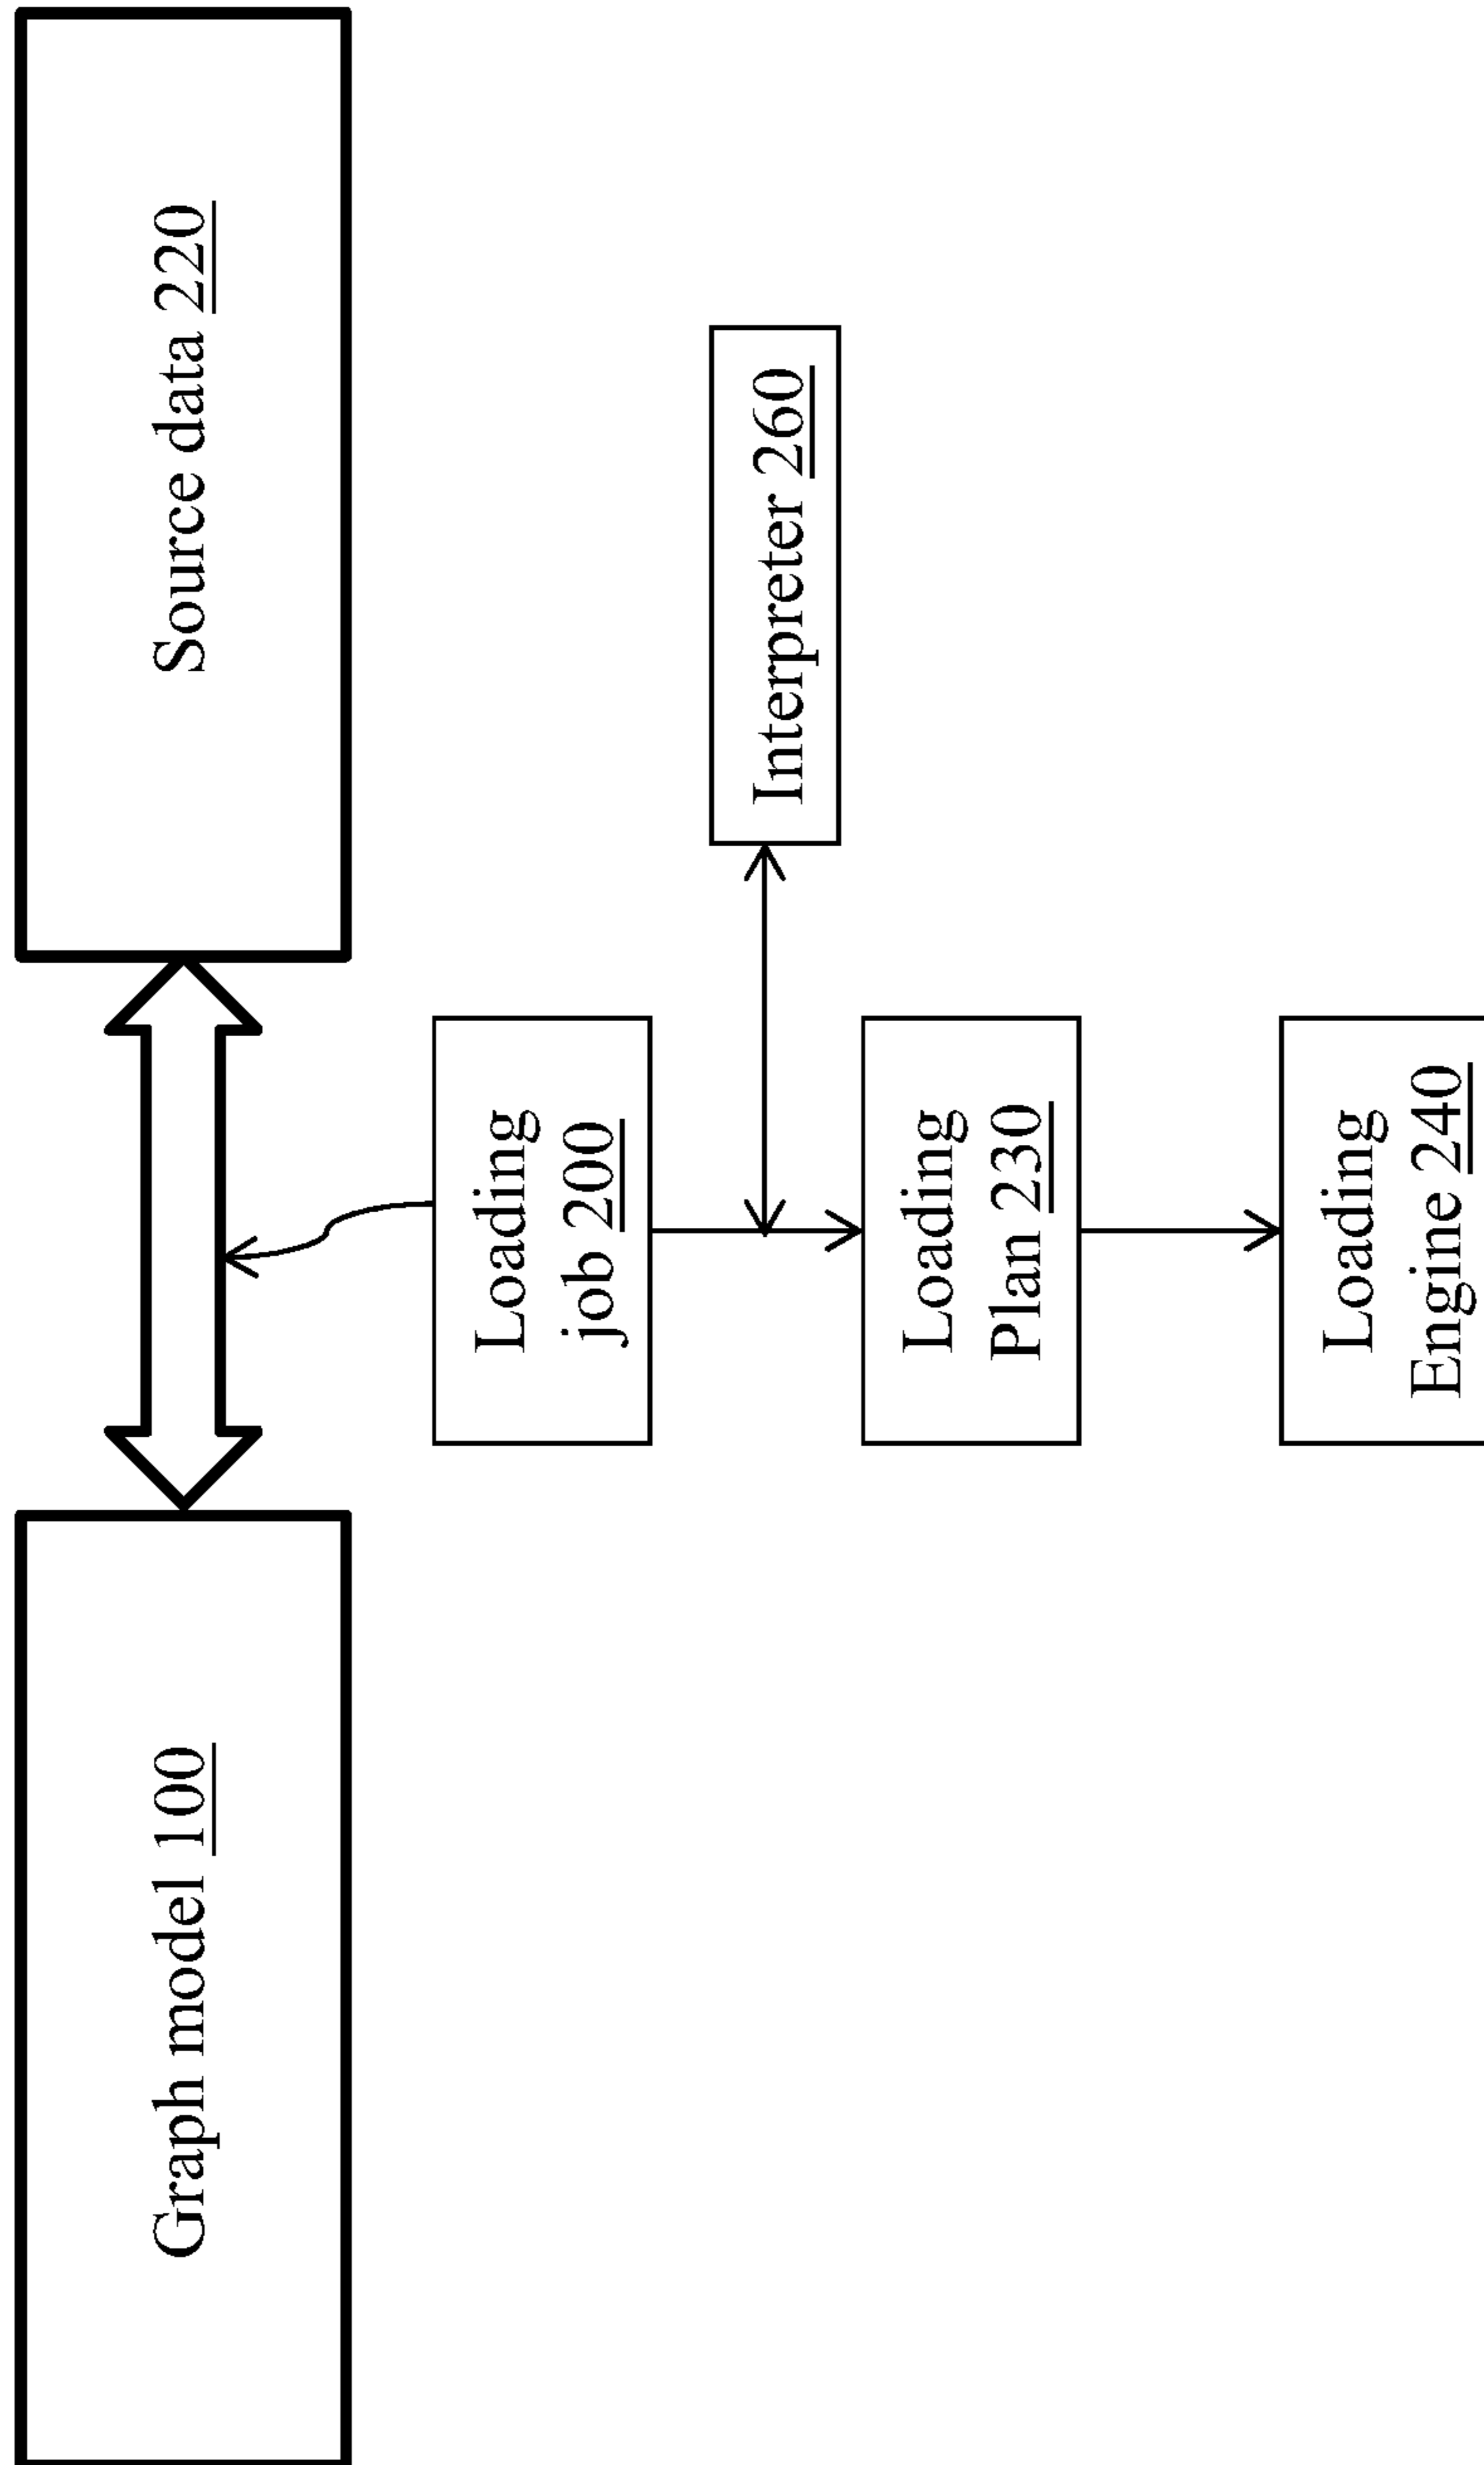 Graph model 100
Source data 220
Loading
job 200
Interpreter 260
Loading
Plan 230
Loading
Engine 240